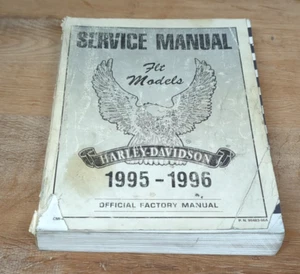 SERVICE MANUAL
Flt
Models
HARLEY-DAVIDSON
1995-1996
OFFICIAL FACTORY MANUAL